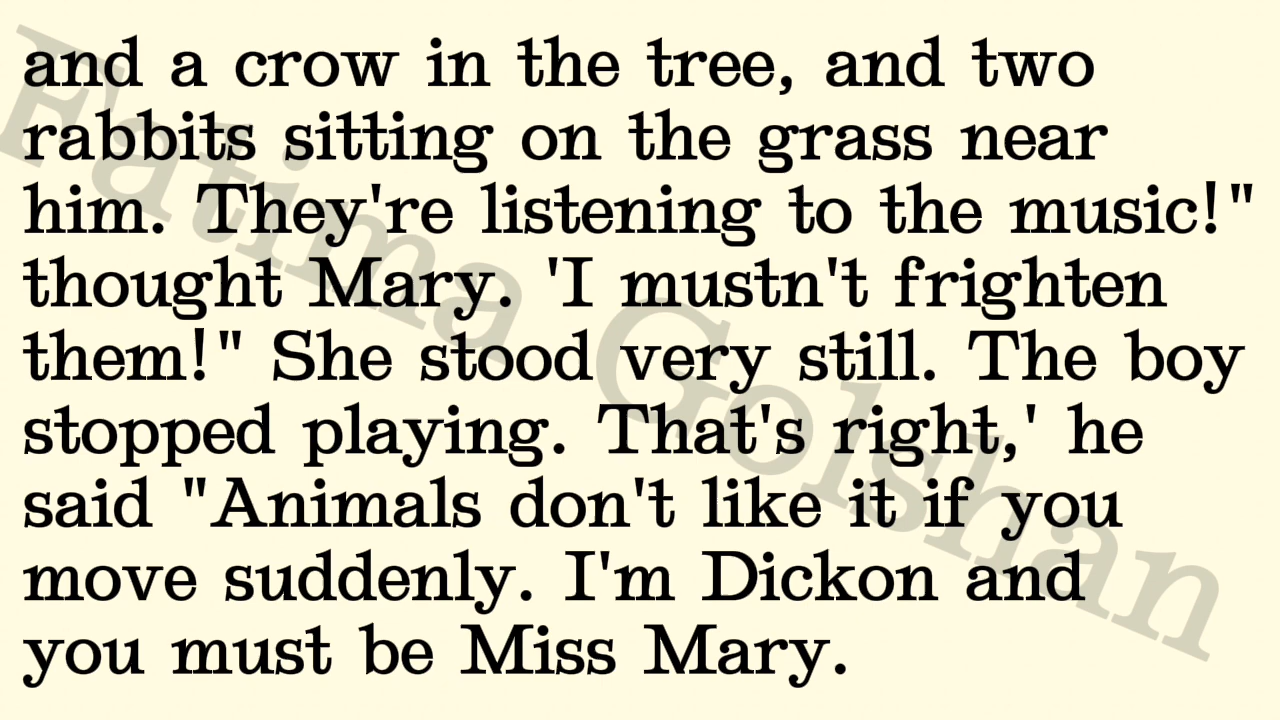 and a crow in the tree, and two
rabbits sitting on the grass near
him. They're listening to the music!"
thought Mary. 'I mustn't frighten
them!" She stood very still. The boy
stopped playing. That's right,' he
said "Animals don't like it if you
move suddenly. I'm Dickon and
you must be Miss Mary.
Fatima Golshan